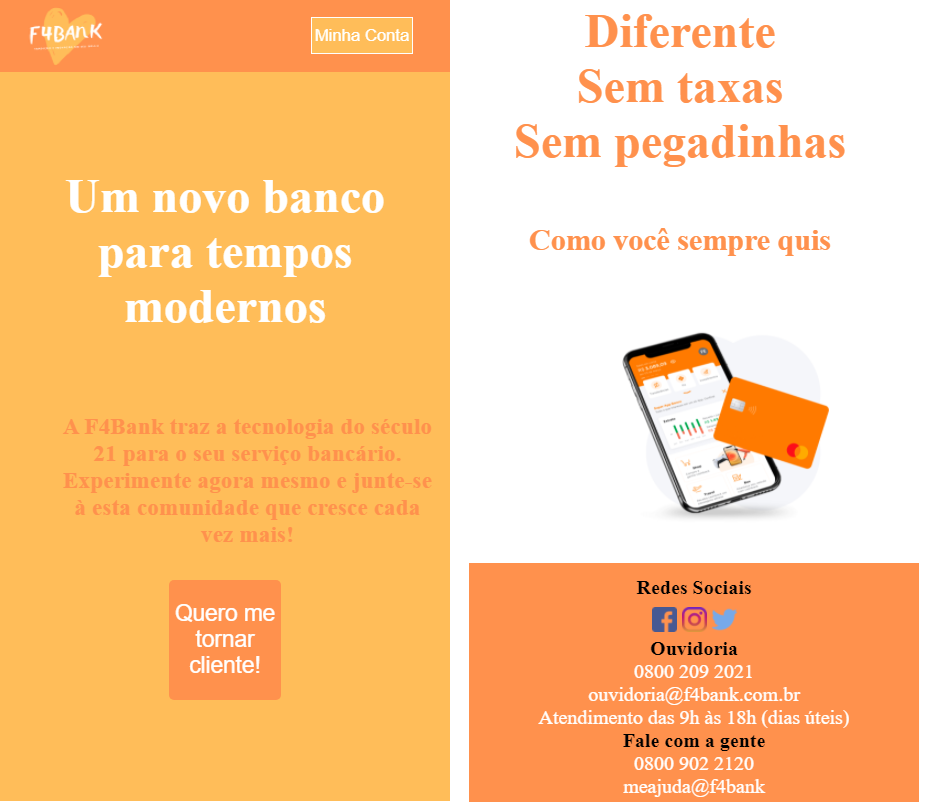 F4BANK
Minha Conta
Um novo banco
para tempos
modernos
A F4Bank traz a tecnologia do século
21 para o seu serviço bancário.
Experimente agora mesmo e junte-se
à esta comunidade que cresce cada
vez mais!
Quero me
tornar
cliente!
Diferente
Sem taxas
Sem pegadinhas
Como você sempre quis
Redes Sociais
Ouvidoria
0800 209 2021
ouvidoria@f4bank.com.br
Atendimento das 9h às 18h (dias úteis)
Fale com a gente
0800 902 2120
meajuda@f4bank